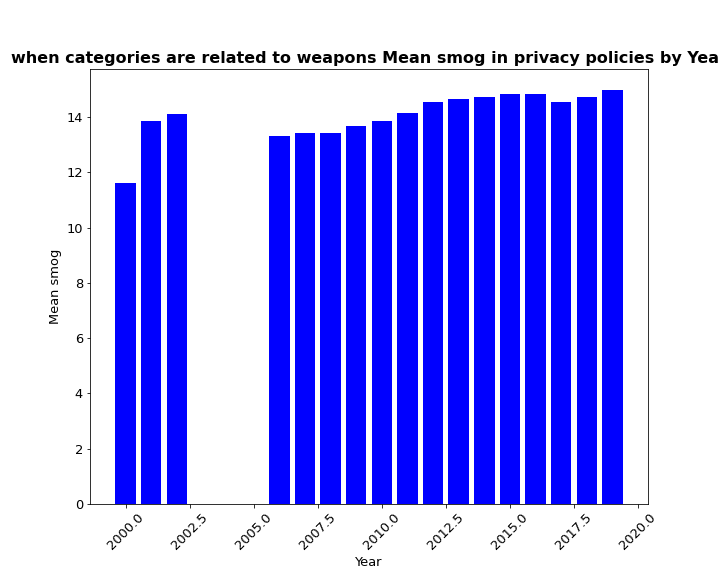 when categories are related to weapons Mean smog in privacy policies by Yea
Mean smog
14
12
10
8
6
4
2
0
2000.0 2002.5 2005.0 2007.5 2010.0 2012.5 2015.0 2017.5 2020.0
Year